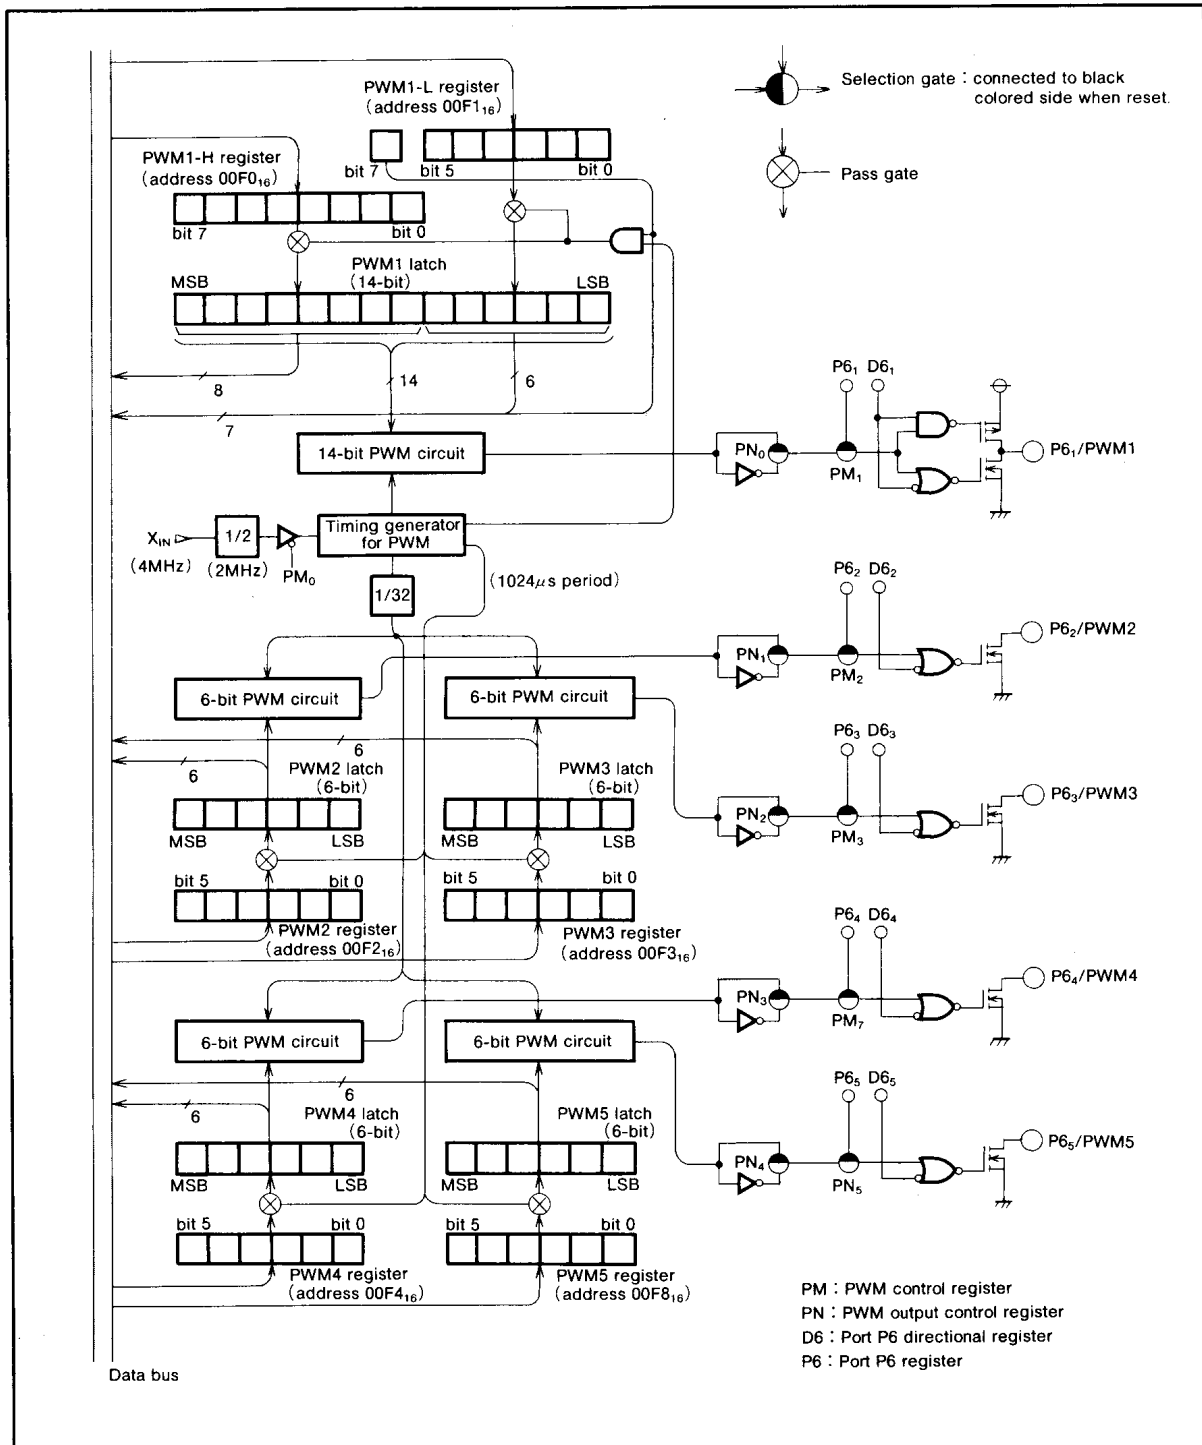 PWM1-L register
(address 00F1₁₆)
Selection gate : connected to black
colored side when reset.
PWM1-H register
(address 00F0₁₆)
bit 7
bit 5
bit 0
Pass gate
bit 7
bit 0
PWM1 latch
(14-bit)
MSB
LSB
8
14
6
7
P6₁
D6₁
14-bit PWM circuit
PN₀
PM₁
P6₁/PWM1
X_IN
1/2
Timing generator
for PWM
(4MHz)
(2MHz)
PM₀
(1024μs period)
1/32
P6₂
D6₂
PN₁
PM₂
P6₂/PWM2
6-bit PWM circuit
6-bit PWM circuit
6
6
P6₃
D6₃
PWM2 latch
(6-bit)
PWM3 latch
(6-bit)
PN₂
PM₃
P6₃/PWM3
MSB
LSB
MSB
LSB
bit 5
bit 0
bit 5
bit 0
PWM2 register
(address 00F2₁₆)
PWM3 register
(address 00F3₁₆)
P6₄
D6₄
PN₃
PM₇
P6₄/PWM4
6-bit PWM circuit
6-bit PWM circuit
6
6
P6₅
D6₅
PWM4 latch
(6-bit)
PWM5 latch
(6-bit)
PN₄
PN₅
P6₅/PWM5
MSB
LSB
MSB
LSB
bit 5
bit 0
bit 5
bit 0
PWM4 register
(address 00F4₁₆)
PWM5 register
(address 00F8₁₆)
PM : PWM control register
PN : PWM output control register
D6 : Port P6 directional register
P6 : Port P6 register
Data bus